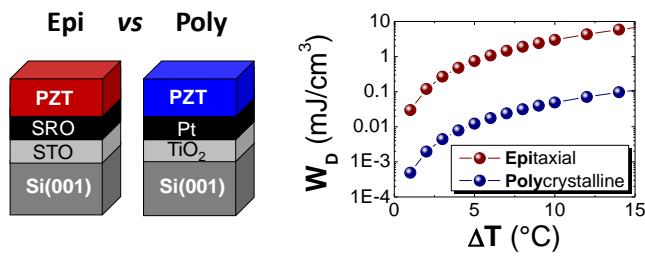 Epi vs Poly
PZT
SRO
STO
Si(001)
PZT
Pt
TiO₂
Si(001)
W_D (mJ/cm³)
10
1
0.1
0.01
1E-3
1E-4
Epitaxial
Polycrystalline
0 5 10 15
ΔT (°C)